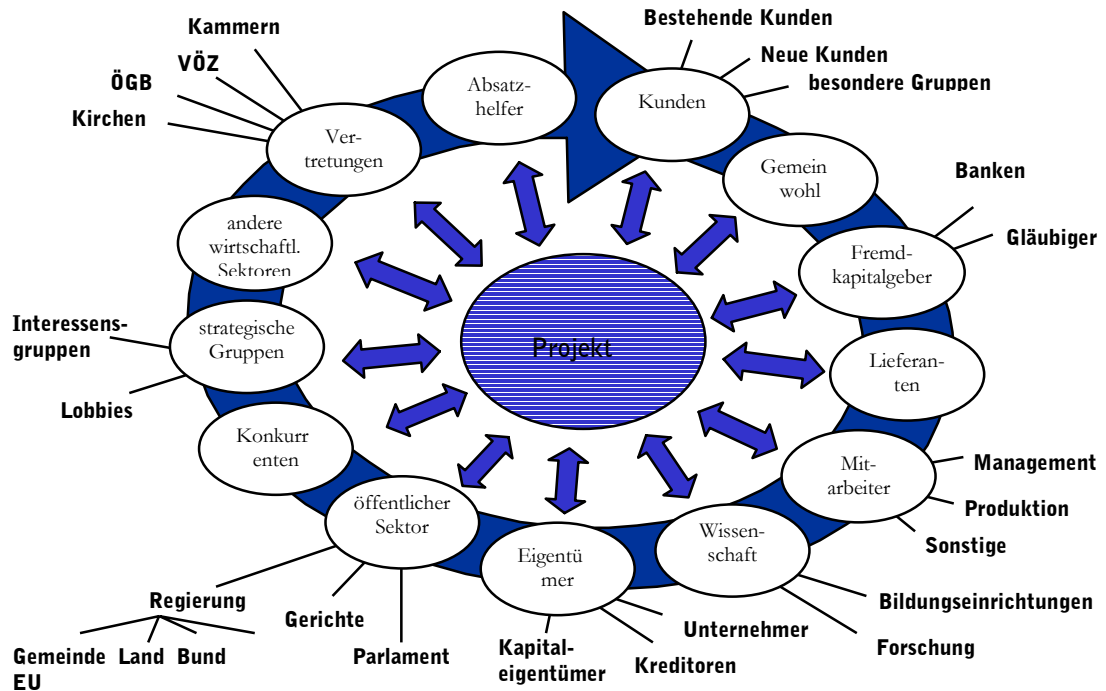 Kammern
VÖZ
ÖGB
Kirchen
Ver-
tretungen
Absatz-
helfer
Bestehende Kunden
Neue Kunden
besondere Gruppen
Kunden
Gemein
wohl
Banken
Gläubiger
Fremd-
kapitalgeber
andere
wirtschaftl.
Sektoren
Interessens-
gruppen
Lobbies
strategische
Gruppen
Projekt
Lieferan-
ten
Konkurr
enten
Mit-
arbeiter
Management
Produktion
Sonstige
öffentlicher
Sektor
Eigentü
mer
Wissen-
schaft
Bildungseinrichtungen
Forschung
Regierung
Gerichte
Parlament
Gemeinde Land Bund
EU
Kapital-
eigentümer
Unternehmer
Kreditoren